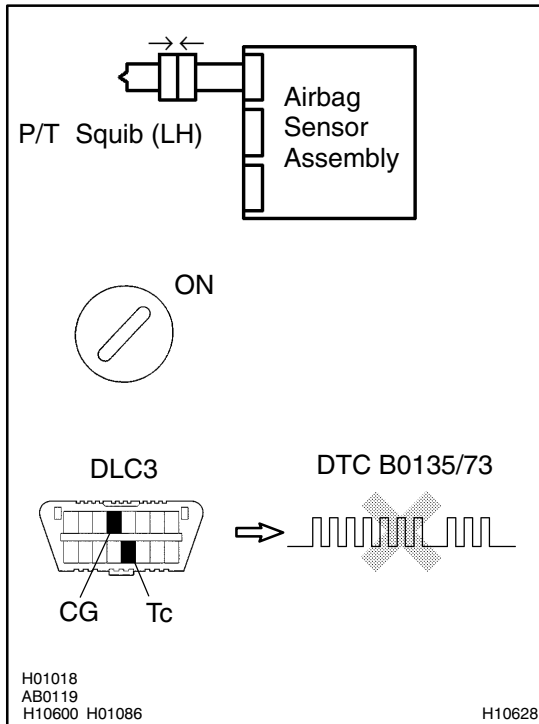 P/T Squib (LH)
Airbag
Sensor
Assembly
ON
DLC3
DTC B0135/73
CG
Tc
H01018
AB0119
H10600 H01086
H10628